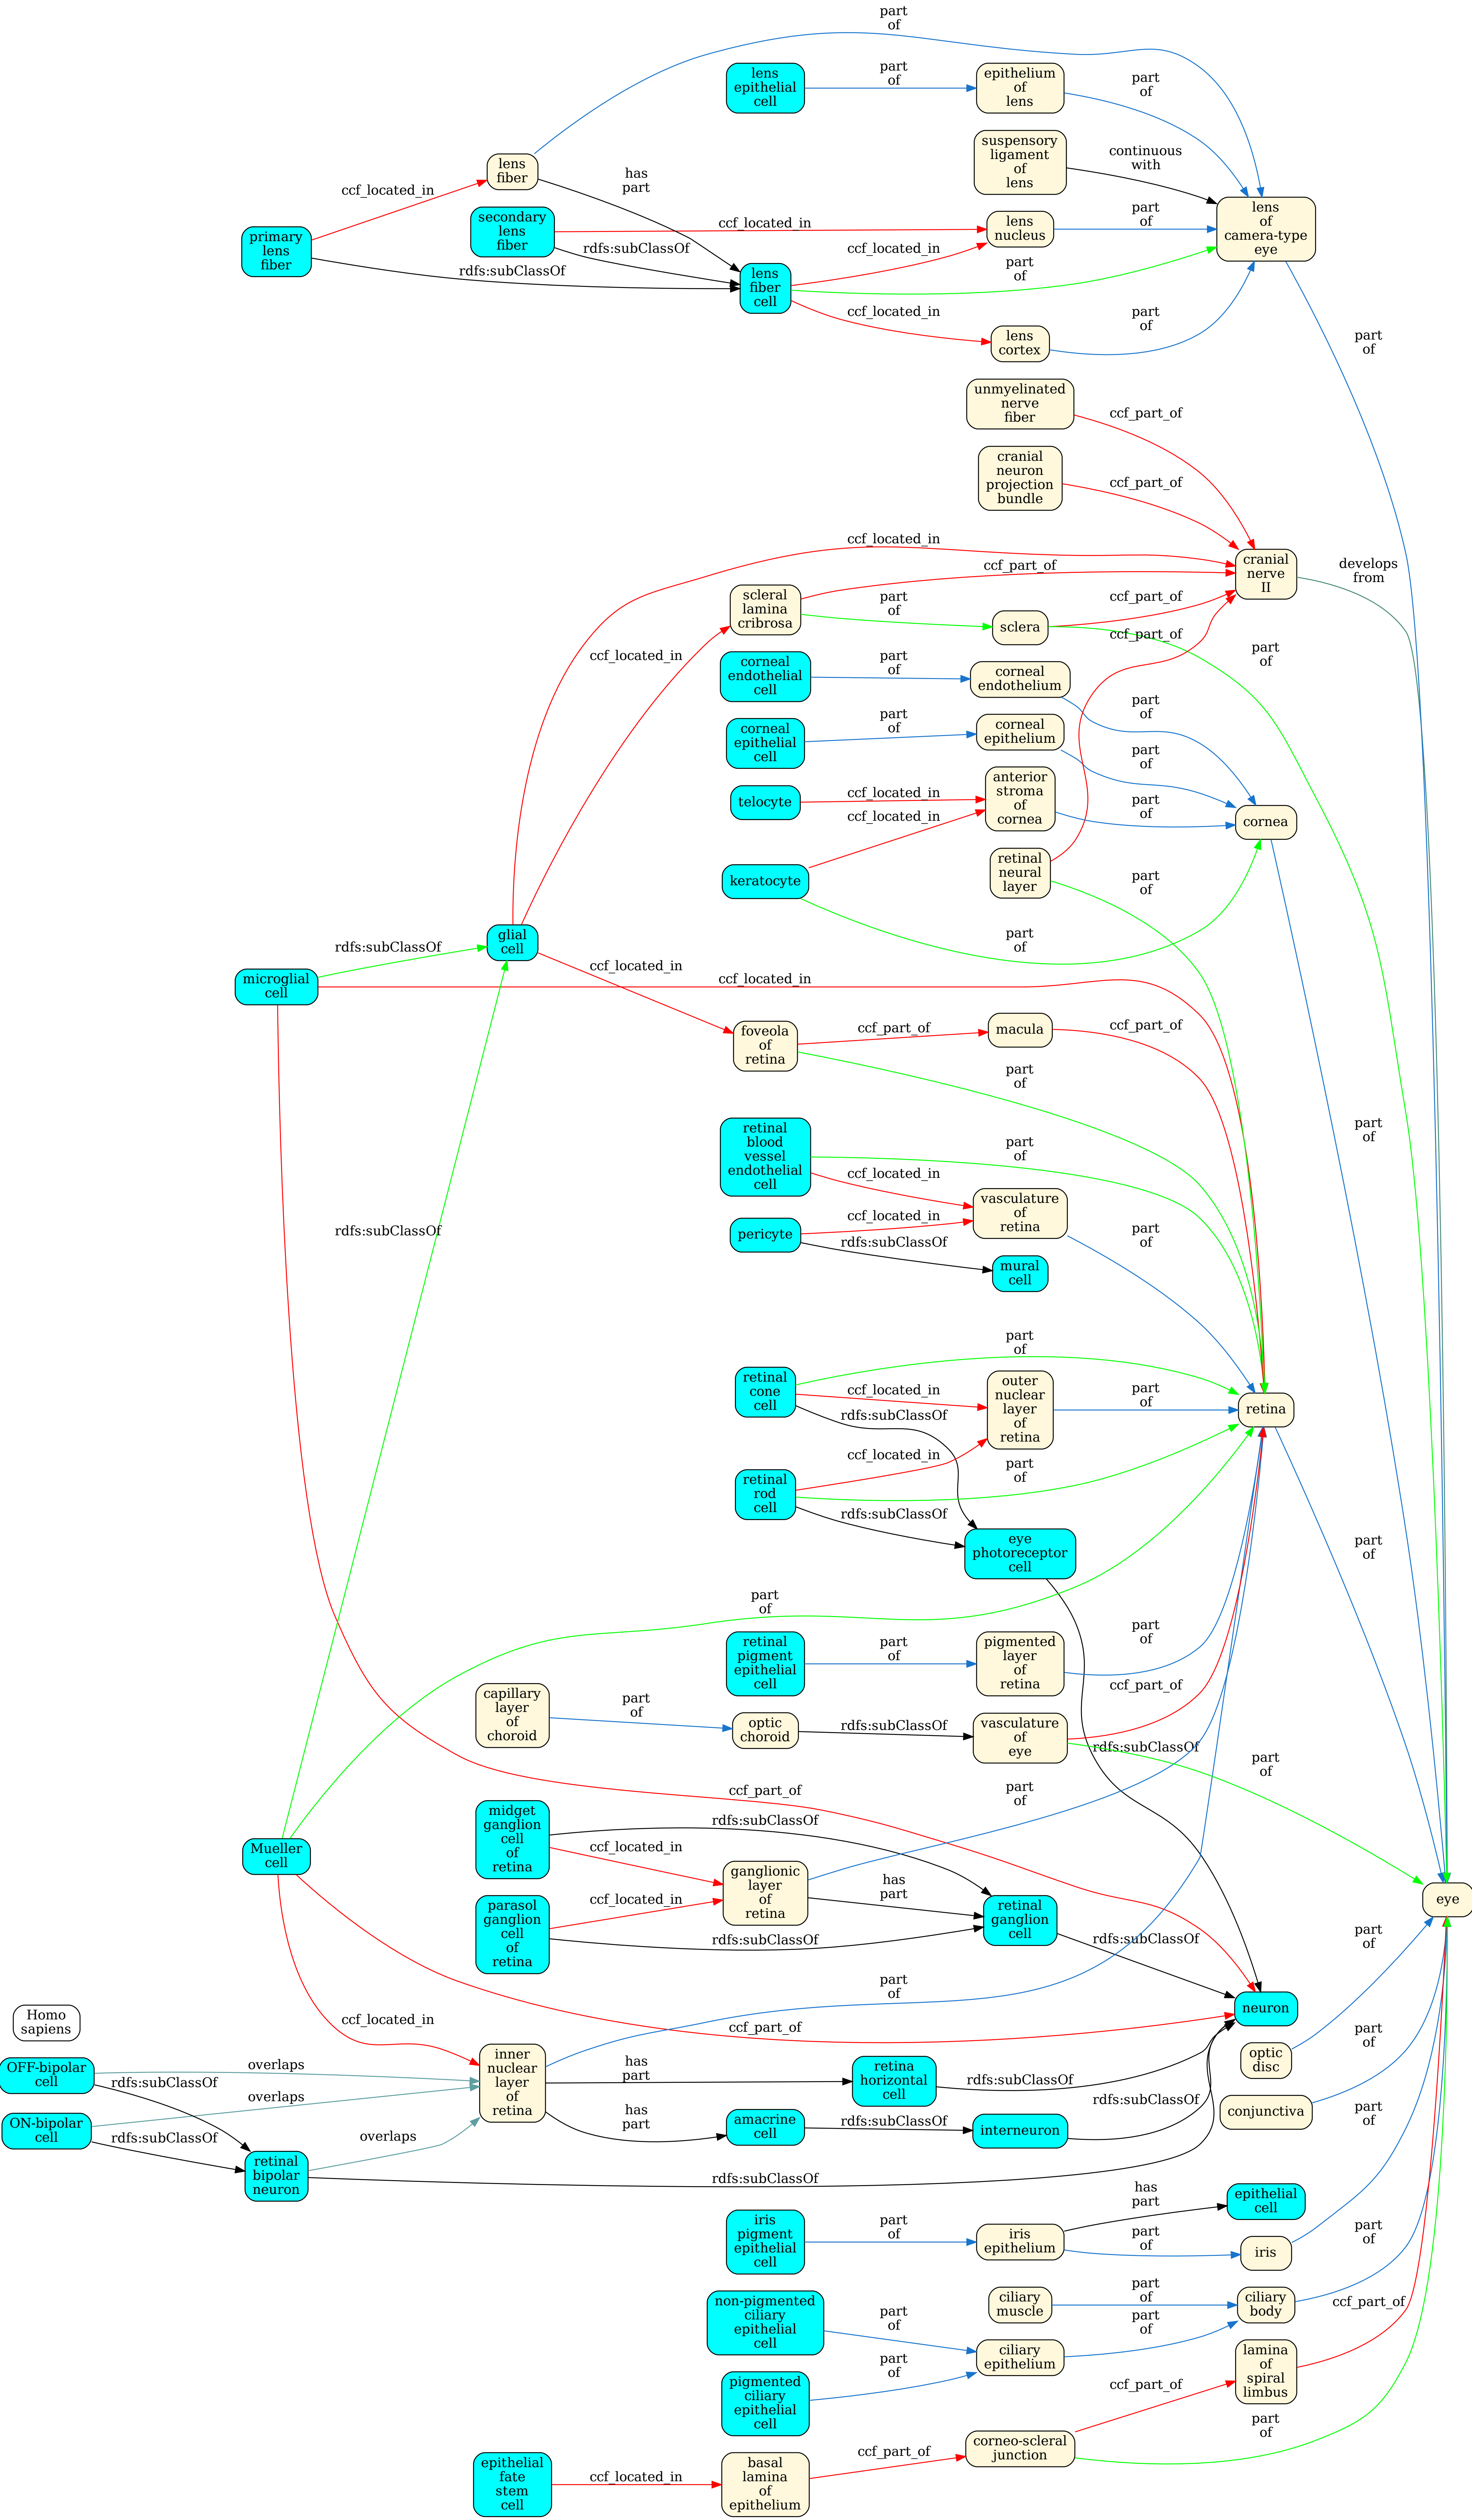 part
of
lens
epithelial
cell
part
of
epithelium
of
lens
part
of
suspensory
ligament
of
lens
continuous
with
lens
fiber
has
part
ccf_located_in
primary
lens
fiber
secondary
lens
fiber
ccf_located_in
rdfs:subClassOf
rdfs:subClassOf
lens
nucleus
part
of
lens
of
camera-type
eye
ccf_located_in
lens
fiber
cell
part
of
ccf_located_in
lens
cortex
part
of
part
of
unmyelinated
nerve
fiber
ccf_part_of
cranial
neuron
projection
bundle
ccf_part_of
ccf_located_in
cranial
nerve
II
develops
from
scleral
lamina
cribrosa
ccf_part_of
part
of
sclera
ccf_part_of
ccf_part_of
part
of
ccf_located_in
corneal
endothelial
cell
part
of
corneal
endothelium
part
of
corneal
epithelial
cell
part
of
corneal
epithelium
part
of
telocyte
ccf_located_in
anterior
stroma
of
cornea
part
of
cornea
ccf_located_in
keratocyte
retinal
neural
layer
part
of
part
of
glial
cell
rdfs:subClassOf
microglial
cell
ccf_located_in
ccf_located_in
foveola
of
retina
ccf_part_of
macula
ccf_part_of
part
of
part
of
retinal
blood
vessel
endothelial
cell
part
of
ccf_located_in
vasculature
of
retina
part
of
pericyte
ccf_located_in
rdfs:subClassOf
mural
cell
rdfs:subClassOf
retinal
cone
cell
part
of
ccf_located_in
rdfs:subClassOf
outer
nuclear
layer
of
retina
part
of
retina
retinal
rod
cell
ccf_located_in
part
of
rdfs:subClassOf
eye
photoreceptor
cell
part
of
part
of
retinal
pigment
epithelial
cell
part
of
pigmented
layer
of
retina
part
of
ccf_part_of
capillary
layer
of
choroid
part
of
optic
choroid
rdfs:subClassOf
vasculature
of
eye
rdfs:subClassOf
part
of
ccf_part_of
part
of
midget
ganglion
cell
of
retina
rdfs:subClassOf
ccf_located_in
ganglionic
layer
of
retina
has
part
Mueller
cell
parasol
ganglion
cell
of
retina
ccf_located_in
rdfs:subClassOf
retinal
ganglion
cell
rdfs:subClassOf
eye
part
of
part
of
neuron
Homo
sapiens
ccf_located_in
ccf_part_of
optic
disc
part
of
OFF-bipolar
cell
overlaps
rdfs:subClassOf
inner
nuclear
layer
of
retina
has
part
retina
horizontal
cell
rdfs:subClassOf
ON-bipolar
cell
overlaps
rdfs:subClassOf
has
part
amacrine
cell
rdfs:subClassOf
interneuron
rdfs:subClassOf
conjunctiva
part
of
overlaps
retinal
bipolar
neuron
rdfs:subClassOf
has
part
epithelial
cell
iris
pigment
epithelial
cell
part
of
iris
epithelium
part
of
iris
part
of
non-pigmented
ciliary
epithelial
cell
part
of
ciliary
muscle
part
of
ciliary
body
ccf_part_of
part
of
ciliary
epithelium
pigmented
ciliary
epithelial
cell
part
of
lamina
of
spiral
limbus
ccf_part_of
part
of
epithelial
fate
stem
cell
ccf_located_in
basal
lamina
of
epithelium
ccf_part_of
corneo-scleral
junction